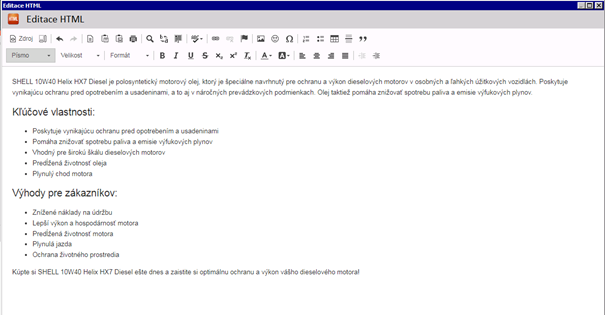 Editace HTML
Editace HTML
Zdroj
Písmo Velikost Formát
SHELL 10W40 Helix HX7 Diesel je polosyntetický motorový olej, ktorý je špeciálne navrhnutý pre ochranu a výkon dieselových motorov v osobných a ľahkých úžitkových vozidlách. Poskytuje
vynikajúcu ochranu pred opotrebením a usadeninami, a to aj v náročných prevádzkových podmienkach. Olej taktiež pomáha znižovať spotrebu paliva a emisie výfukových plynov.
Kľúčové vlastnosti:
Poskytuje vynikajúcu ochranu pred opotrebením a usadeninami
Pomáha znižovať spotrebu paliva a emisie výfukových plynov
Vhodný pre širokú škálu dieselových motorov
Predĺžená životnosť oleja
Plynulý chod motora
Výhody pre zákazníkov:
Znížené náklady na údržbu
Lepší výkon a hospodárnosť motora
Predĺžená životnosť motora
Plynulá jazda
Ochrana životného prostredia
Kúpte si SHELL 10W40 Helix HX7 Diesel ešte dnes a zaistite si optimálnu ochranu a výkon vášho dieselového motora!